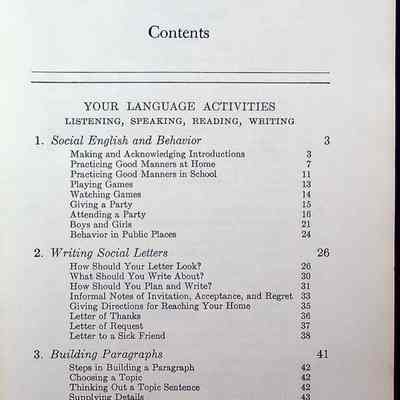 Contents
YOUR LANGUAGE ACTIVITIES
LISTENING, SPEAKING, READING, WRITING
1. Social English and Behavior 3
Making and Acknowledging Introductions 3
Practicing Good Manners at Home 7
Practicing Good Manners in School 11
Playing Games 13
Watching Games 14
Giving a Party 15
Attending a Party 16
Boys and Girls 21
Behavior in Public Places 24
2. Writing Social Letters 26
How Should Your Letter Look? 26
What Should You Write About? 30
How Should You Plan and Write? 31
Informal Notes of Invitation, Acceptance, and Regret 33
Giving Directions for Reaching Your Home 35
Letter of Thanks 36
Letter of Request 37
Letter to a Sick Friend 38
3. Building Paragraphs 41
Steps in Building a Paragraph 42
Choosing a Topic 42
Thinking Out a Topic Sentence 42
Supplying Details 43